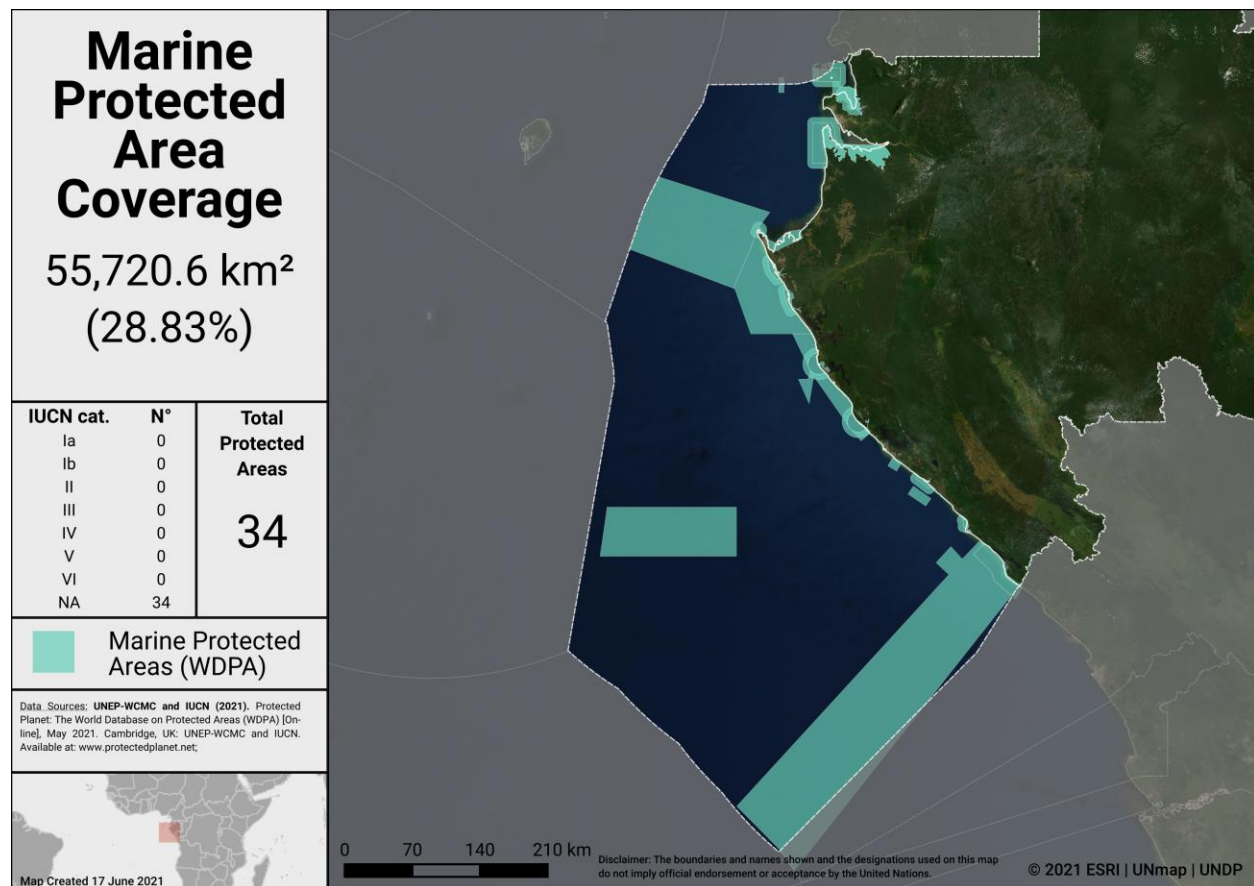 Marine
Protected
Area
Coverage
55,720.6 km²
(28.83%)
IUCN cat. N°
Ia 0
Ib 0
II 0
III 0
IV 0
V 0
VI 0
NA 34
Total
Protected
Areas
34
Marine Protected
Areas (WDPA)
Data Sources: UNEP-WCMC and IUCN (2021). Protected
Planet: The World Database on Protected Areas (WDPA) [On-
line], May 2021. Cambridge, UK: UNEP-WCMC and IUCN.
Available at: www.protectedplanet.net;
Map Created 17 June 2021
0 70 140 210 km
Disclaimer: The boundaries and names shown and the designations used on this map
do not imply official endorsement or acceptance by the United Nations.
© 2021 ESRI | UNmap | UNDP